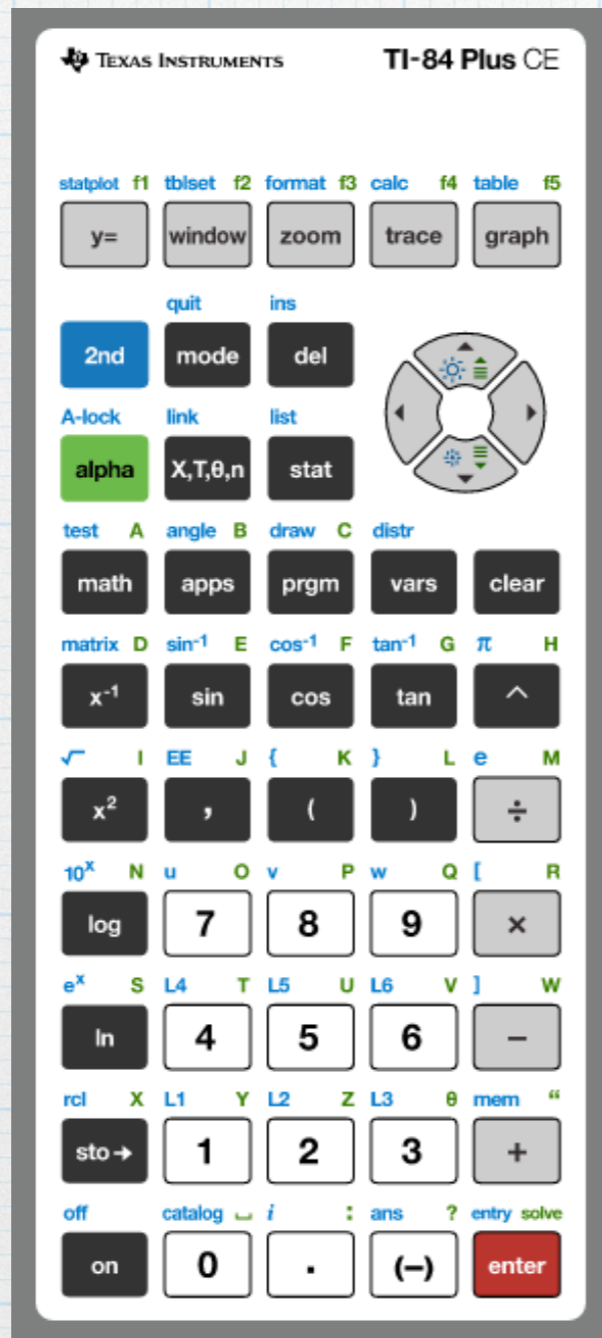 TEXAS INSTRUMENTS TI-84 Plus CE
statplot f1 tblset f2 format f3 calc f4 table f5
y= window zoom trace graph
quit ins
2nd mode del
A-lock link list
alpha X,T,θ,n stat
test A angle B draw C distr
math apps prgm vars clear
matrix D sin⁻¹ E cos⁻¹ F tan⁻¹ G π H
x⁻¹ sin cos tan ^
√ I EE J { K } L e M
x² , ( ) ÷
10ˣ N u O v P w Q [ R
log 7 8 9 ×
eˣ S L4 T L5 U L6 V ] W
ln 4 5 6 −
rcl X L1 Y L2 Z L3 θ mem “
sto→ 1 2 3 +
off catalog ⎵ i : ans ? entry solve
on 0 . (−) enter